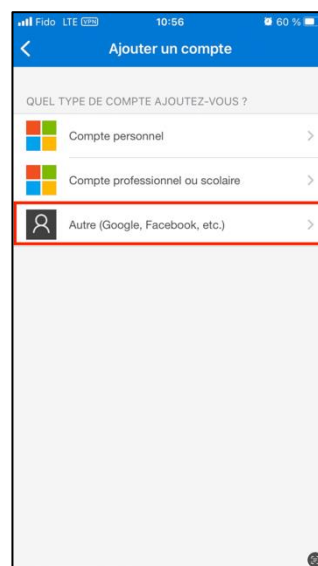 Fido LTE VPN 10:56 60 %
Ajouter un compte
QUEL TYPE DE COMPTE AJOUTEZ-VOUS ?
Compte personnel
Compte professionnel ou scolaire
Autre (Google, Facebook, etc.)